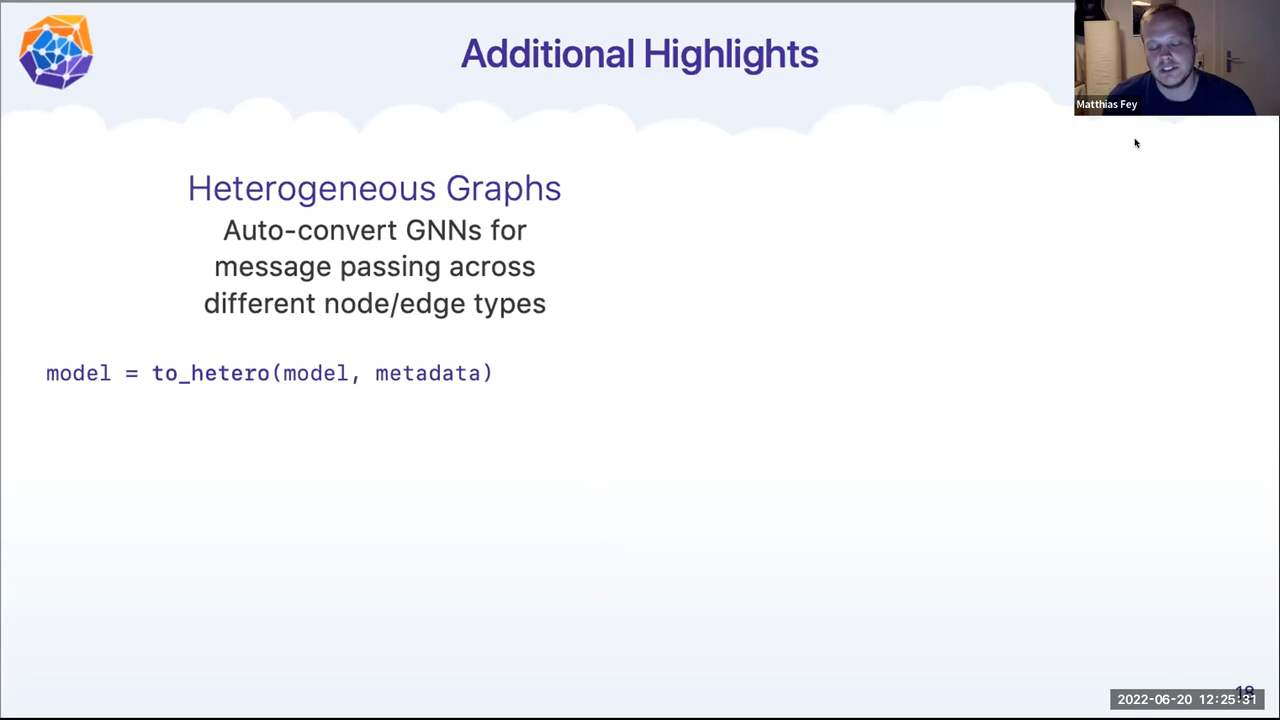 Additional Highlights
Matthias Fey
Heterogeneous Graphs
Auto-convert GNNs for
message passing across
different node/edge types
model = to_hetero(model, metadata)
18
2022-06-20 12:25:31